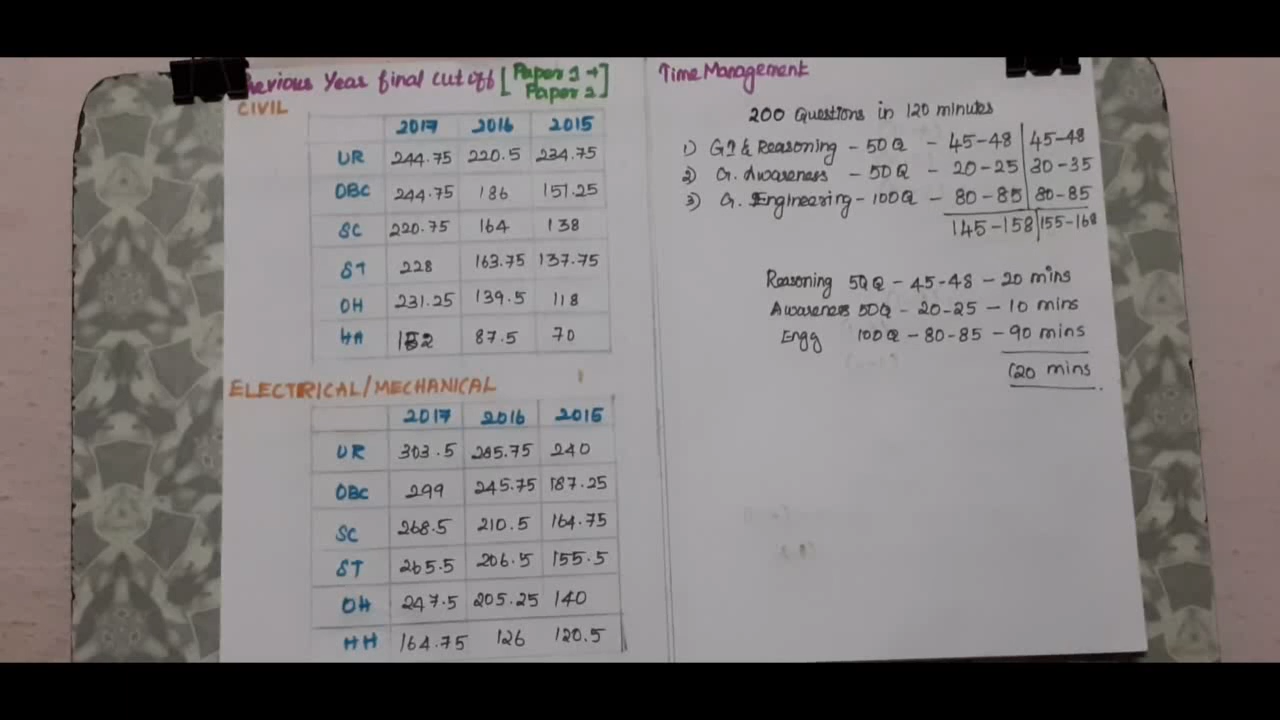 Previous Year final cut off [Paper 1 + Paper 2]
CIVIL
2017 2016 2015
UR 244.75 220.5 234.75
OBC 244.75 186 151.25
SC 220.75 164 138
ST 228 163.75 137.75
OH 231.25 139.5 118
HH 152 87.5 70
ELECTRICAL/MECHANICAL
2017 2016 2015
UR 303.5 265.75 240
OBC 299 245.75 187.25
SC 268.5 210.5 164.75
ST 265.5 206.5 155.5
OH 247.5 205.25 140
HH 164.75 126 120.5
Time Management
200 Questions in 120 minutes
1) GI & Reasoning - 50Q - 45-48 45-48
2) G. Awareness - 50Q - 20-25 30-35
3) G. Engineering - 100Q - 80-85 80-85
145-158 155-168
Reasoning 50Q - 45-48 - 20 mins
Awareness 50Q - 20-25 - 10 mins
Engg 100Q - 80-85 - 90 mins
120 mins